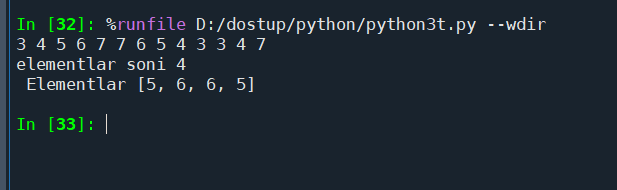 In [32]: %runfile D:/dostup/python/python3t.py --wdir
3 4 5 6 7 7 6 5 4 3 3 4 7
elementlar soni 4
Elementlar [5, 6, 6, 5]
In [33]: